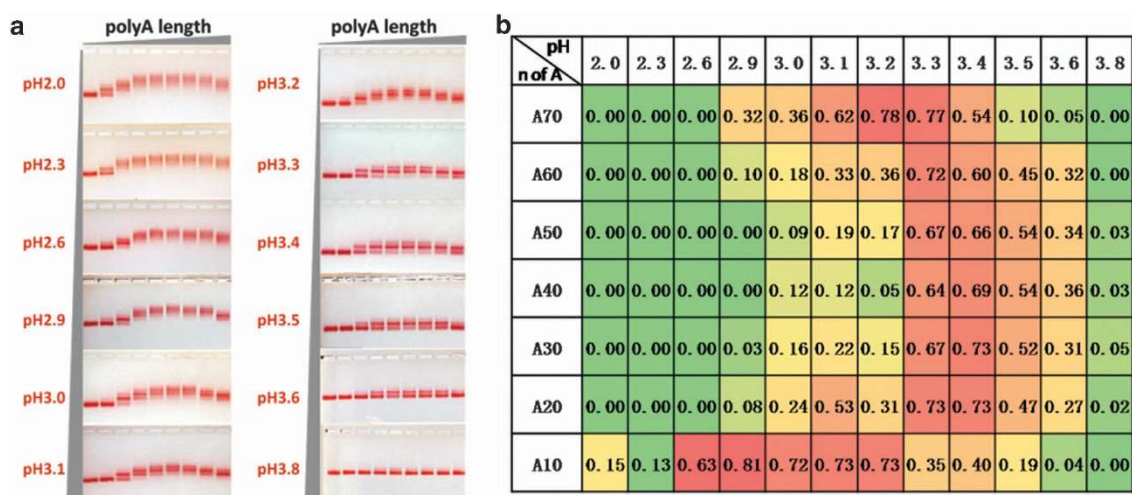 a
polyA length
polyA length
pH2.0
pH3.2
pH2.3
pH3.3
pH2.6
pH3.4
pH2.9
pH3.5
pH3.0
pH3.6
pH3.1
pH3.8
b
pH
n of A
2.0 2.3 2.6 2.9 3.0 3.1 3.2 3.3 3.4 3.5 3.6 3.8
A70 0.00 0.00 0.00 0.32 0.36 0.62 0.78 0.77 0.54 0.10 0.05 0.00
A60 0.00 0.00 0.00 0.10 0.18 0.33 0.36 0.72 0.60 0.45 0.32 0.00
A50 0.00 0.00 0.00 0.00 0.09 0.19 0.17 0.67 0.66 0.54 0.34 0.03
A40 0.00 0.00 0.00 0.00 0.12 0.12 0.05 0.64 0.69 0.54 0.36 0.03
A30 0.00 0.00 0.00 0.03 0.16 0.22 0.15 0.67 0.73 0.52 0.31 0.05
A20 0.00 0.00 0.00 0.08 0.24 0.53 0.31 0.73 0.73 0.47 0.27 0.02
A10 0.15 0.13 0.63 0.81 0.72 0.73 0.73 0.35 0.40 0.19 0.04 0.00